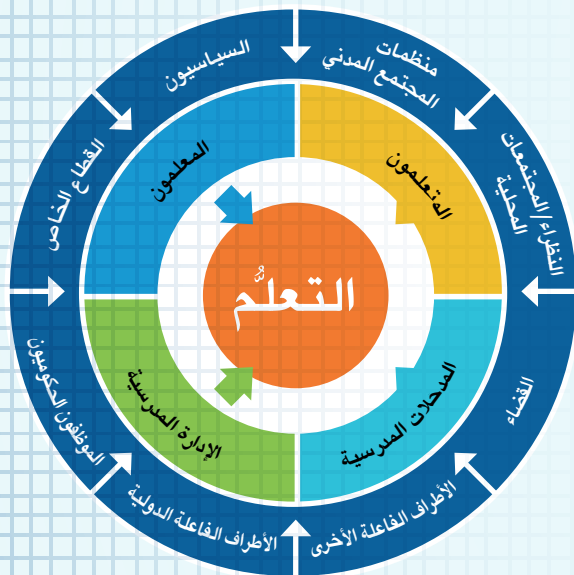 السياسيون
منظمات
المجتمع المدني
النظراء/المجتمعات
المحلية
القضاء
الأطراف الفاعلة الأخرى
الأطراف الفاعلة الدولية
الموظفون الحكوميون
القطاع الخاص
المعلمون
المتعلمون
المدخلات المدرسية
الإدارة المدرسية
التعلُّم